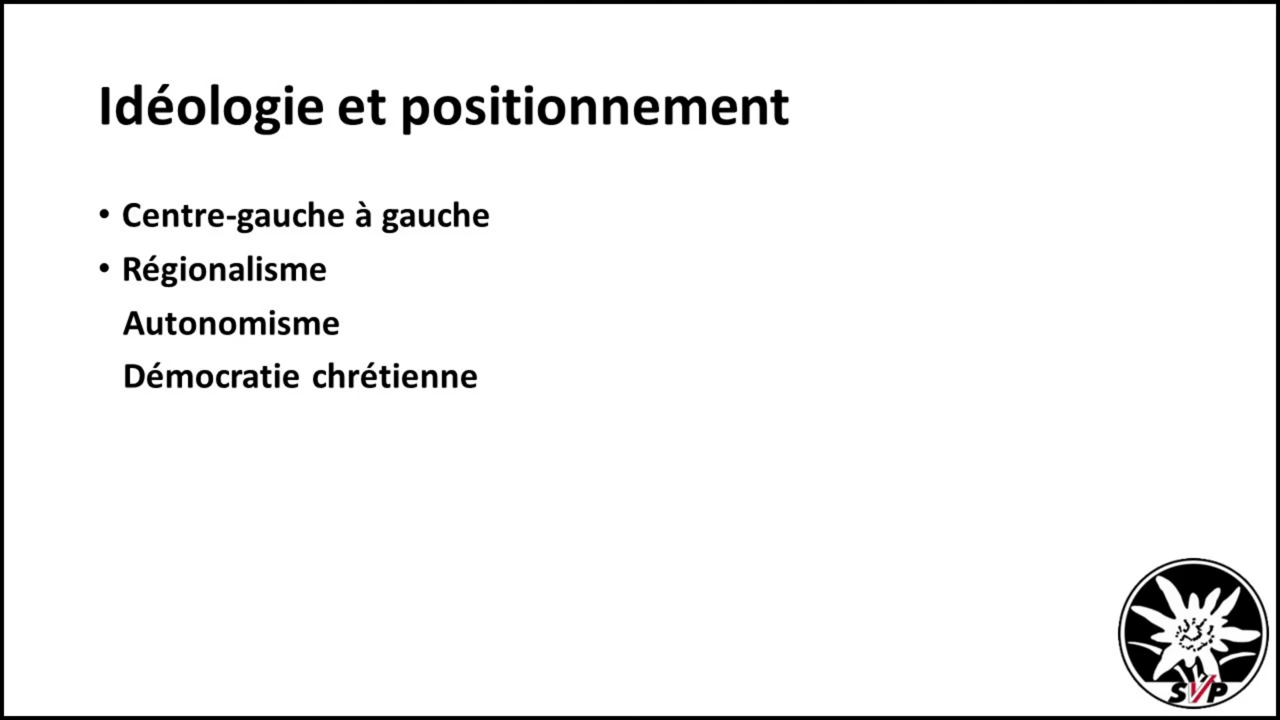 Idéologie et positionnement
• Centre-gauche à gauche
• Régionalisme
Autonomisme
Démocratie chrétienne
SVP